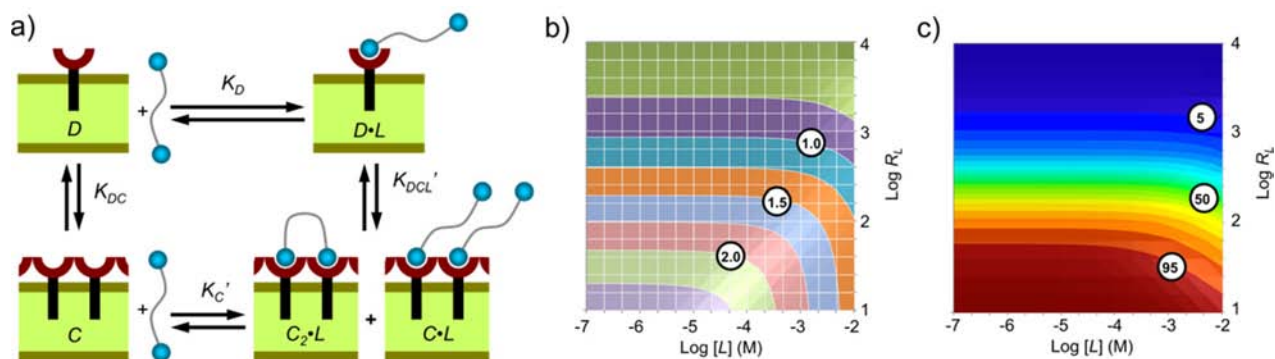 a)
D
+
K_D
D•L
K_DC
K_DCL'
C
+
K_C'
C₂•L
+
C•L
b)
1.0
1.5
2.0
4
3
2
1
Log R_L
-7 -6 -5 -4 -3 -2
Log [L] (M)
c)
5
50
95
4
3
2
1
Log R_L
-7 -6 -5 -4 -3 -2
Log [L] (M)